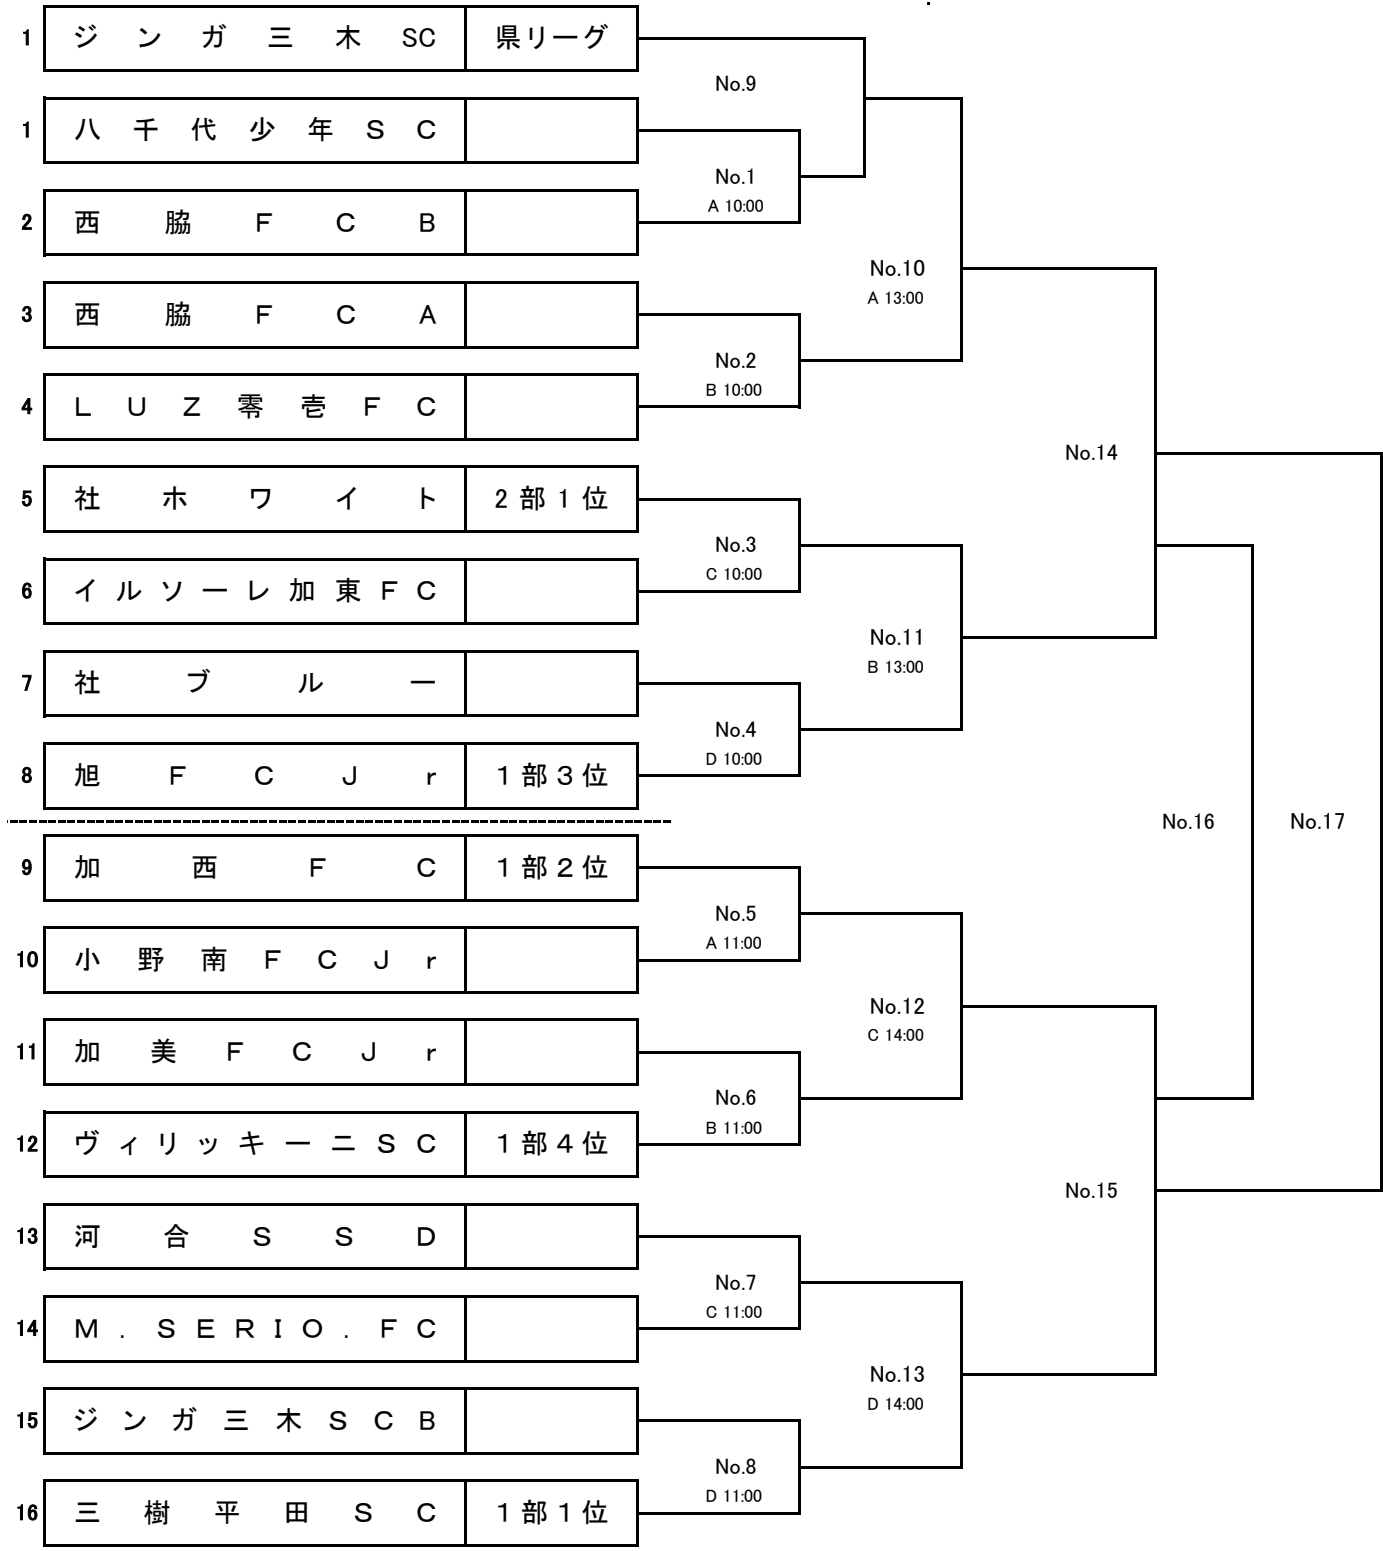 1 ジンガ三木SC 県リーグ
No.9
1 八千代少年SC
No.1
A 10:00
2 西脇FCB
No.10
A 13:00
3 西脇FCA
No.2
B 10:00
4 LUZ零壱FC
No.14
5 社ホワイト 2部1位
No.3
C 10:00
6 イルソーレ加東FC
No.11
B 13:00
7 社ブルー
No.4
D 10:00
8 旭FCJr 1部3位
No.16 No.17
9 加西FC 1部2位
No.5
A 11:00
10 小野南FCJr
No.12
C 14:00
11 加美FCJr
No.6
B 11:00
12 ヴィリッキーニSC 1部4位
No.15
13 河合SSD
No.7
C 11:00
14 M.SERIO.FC
No.13
D 14:00
15 ジンガ三木SCB
No.8
D 11:00
16 三樹平田SC 1部1位